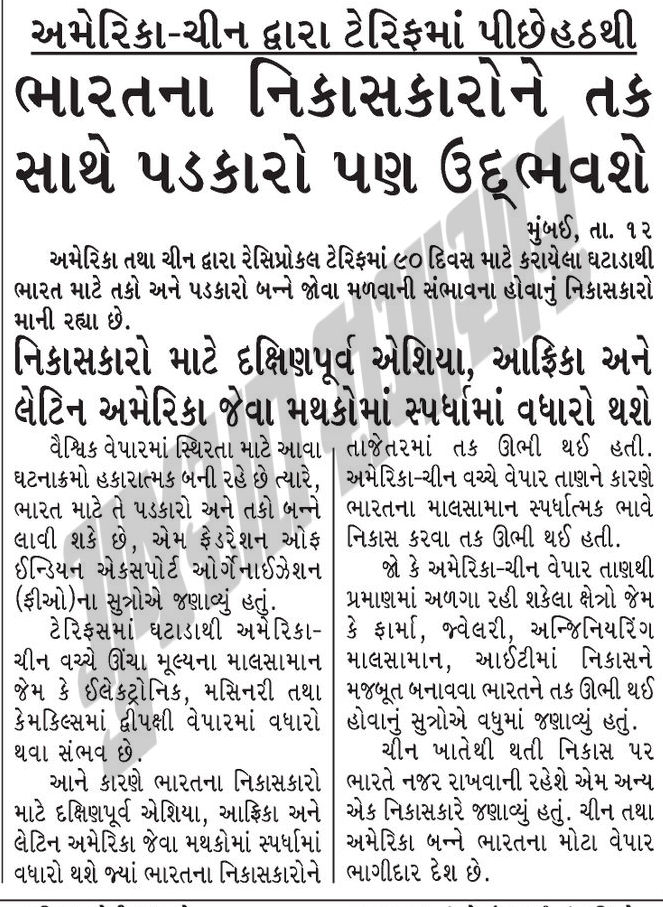 અમેરિકા-ચીન દ્વારા ટેરિફમાં પીછેહઠથી
ભારતના નિકાસકારોને તક
સાથે પડકારો પણ ઉદ્દભવશે
મુંબઈ, તા. ૧૨
અમેરિકા તથા ચીન દ્વારા રેસિપ્રોકલ ટેરિફમાં ૯૦ દિવસ માટે કરાયેલા ઘટાડાથી
ભારત માટે તકો અને પડકારો બન્ને જોવા મળવાની સંભાવના હોવાનું નિકાસકારો
માની રહ્યા છે.
નિકાસકારો માટે દક્ષિણપૂર્વ એશિયા, આફ્રિકા અને
લેટિન અમેરિકા જેવા મથકોમાં સ્પર્ધામાં વધારો થશે
વૈશ્વિક વેપારમાં સ્થિરતા માટે આવા
ઘટનાક્રમો હકારાત્મક બની રહે છે ત્યારે,
ભારત માટે તે પડકારો અને તકો બન્ને
લાવી શકે છે, એમ ફેડરેશન ઓફ
ઈન્ડિયન એકસપોર્ટ ઓર્ગેનાઈઝેશન
(ફીઓ)ના સુત્રોએ જણાવ્યું હતું.
ટેરિફસમાં ઘટાડાથી અમેરિકા-
ચીન વચ્ચે ઊંચા મૂલ્યના માલસામાન
જેમ કે ઈલેકટ્રોનિક, મસિનરી તથા
કેમકિલ્સમાં દ્વીપક્ષી વેપારમાં વધારો
થવા સંભવ છે.
આને કારણે ભારતના નિકાસકારો
માટે દક્ષિણપૂર્વ એશિયા, આફ્રિકા અને
લેટિન અમેરિકા જેવા મથકોમાં સ્પર્ધામાં
વધારો થશે જ્યાં ભારતના નિકાસકારોને
તાજેતરમાં તક ઊભી થઈ હતી.
અમેરિકા-ચીન વચ્ચે વેપાર તાણને કારણે
ભારતના માલસામાન સ્પર્ધાત્મક ભાવે
નિકાસ કરવા તક ઊભી થઈ હતી.
જો કે અમેરિકા-ચીન વેપાર તાણથી
પ્રમાણમાં અળગા રહી શકેલા ક્ષેત્રો જેમ
કે ફાર્મા, જ્વેલરી, અન્જિનિયરિંગ
માલસામાન, આઈટીમાં નિકાસને
મજબૂત બનાવવા ભારતને તક ઊભી થઈ
હોવાનું સુત્રોએ વધુમાં જણાવ્યું હતું.
ચીન ખાતેથી થતી નિકાસ પર
ભારતે નજર રાખવાની રહેશે એમ અન્ય
એક નિકાસકારે જણાવ્યું હતું. ચીન તથા
અમેરિકા બન્ને ભારતના મોટા વેપાર
ભાગીદાર દેશ છે.
ગુજરાત સમાચાર